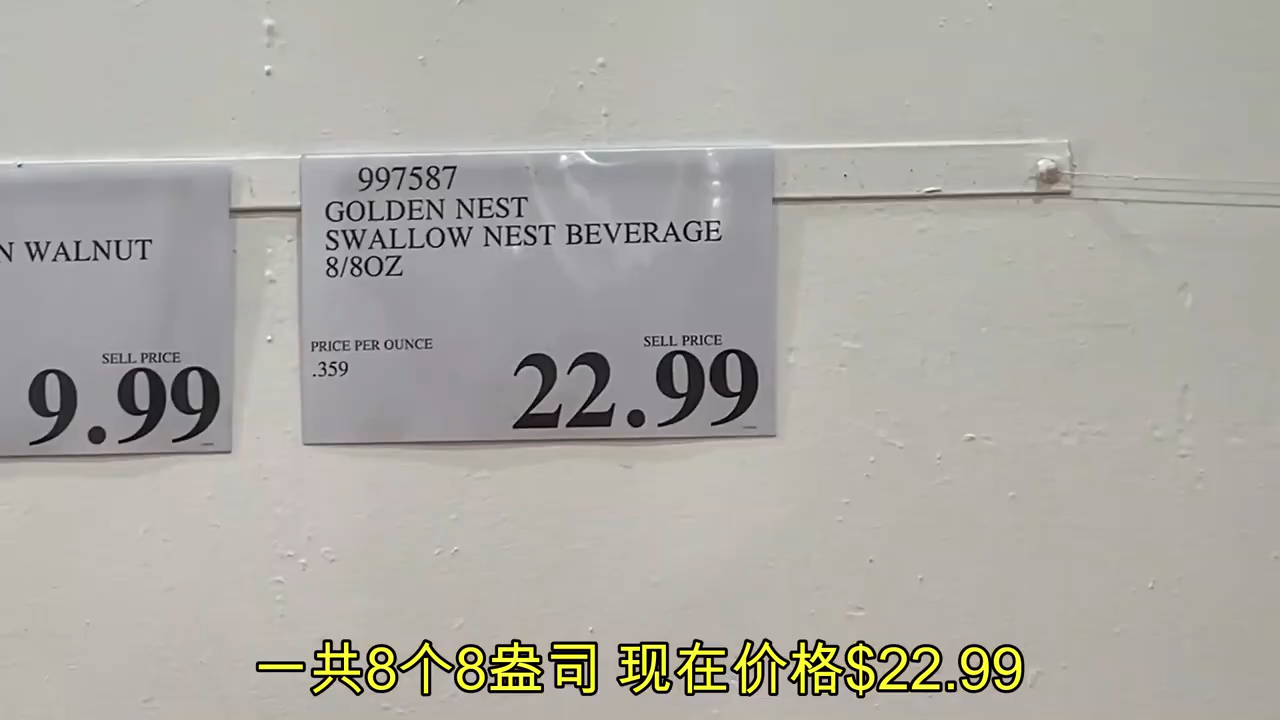 N WALNUT
SELL PRICE
9.99
997587
GOLDEN NEST
SWALLOW NEST BEVERAGE
8/8OZ
PRICE PER OUNCE
.359
SELL PRICE
22.99
一共8个8盎司 现在价格$22.99